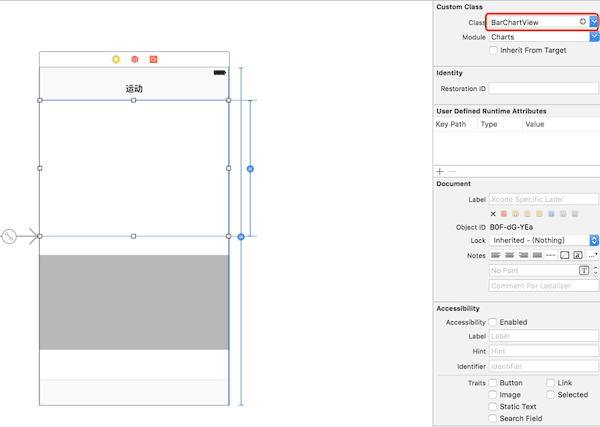 Custom Class
Class BarChartView
Module Charts
Inherit From Target
运动
Identity
Restoration ID
User Defined Runtime Attributes
Key Path Type Value
Document
Label Xcode Specific Label
Object ID B0F-dG-YEa
Lock Inherited - (Nothing)
Notes
No Font
Comment For Localizer
Accessibility
Accessibility Enabled
Label Label
Hint Hint
Identifier Identifier
Traits Button Link
Image Selected
Static Text
Search Field